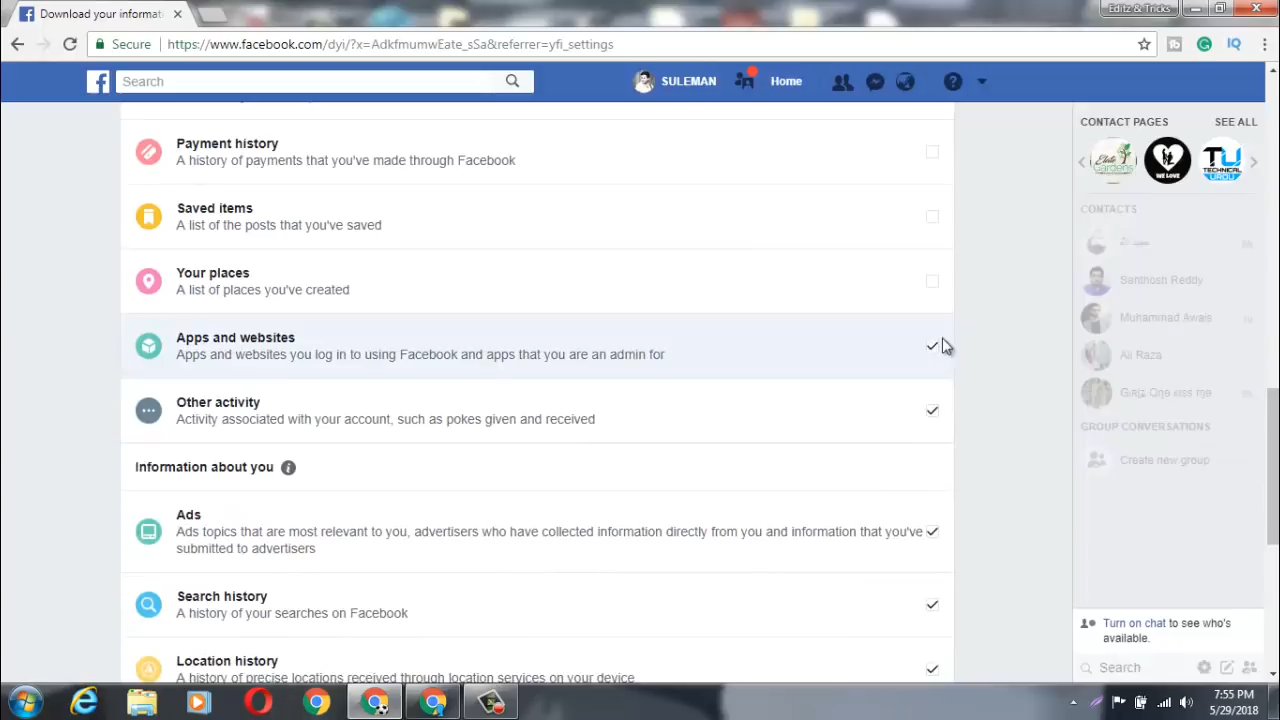 Download your informat
Editz & Tricks
Secure
https://www.facebook.com/dyi/?x=AdkfmumwEate_sSa&referrer=yfi_settings
IQ
Search
SULEMAN
Home
CONTACT PAGES
SEE ALL
Payment history
A history of payments that you've made through Facebook
Saved items
A list of the posts that you've saved
Your places
A list of places you've created
Apps and websites
Apps and websites you log in to using Facebook and apps that you are an admin for
Other activity
Activity associated with your account, such as pokes given and received
Information about you
Ads
Ads topics that are most relevant to you, advertisers who have collected information directly from you and information that you've
submitted to advertisers
Search history
A history of your searches on Facebook
Location history
A history of precise locations received through location services on your device
Gardens
WE LOVE
TU
TECHNICAL
URDU
CONTACTS
Santhosh Reddy
Muhammad Awais
Ali Raza
GROUP CONVERSATIONS
Create new group
Turn on chat to see who's
available.
Search
7:55 PM
5/29/2018